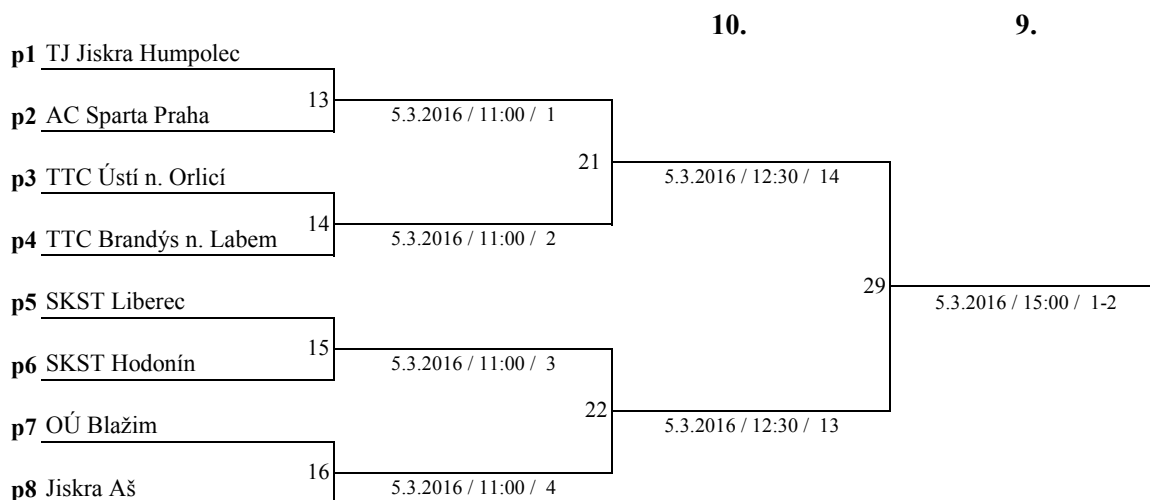 10. 9.
p1 TJ Jiskra Humpolec
13 5.3.2016 / 11:00 / 1
p2 AC Sparta Praha
21 5.3.2016 / 12:30 / 14
p3 TTC Ústí n. Orlicí
14 5.3.2016 / 11:00 / 2
p4 TTC Brandýs n. Labem
29 5.3.2016 / 15:00 / 1-2
p5 SKST Liberec
15 5.3.2016 / 11:00 / 3
p6 SKST Hodonín
22 5.3.2016 / 12:30 / 13
p7 OÚ Blažim
16 5.3.2016 / 11:00 / 4
p8 Jiskra Aš